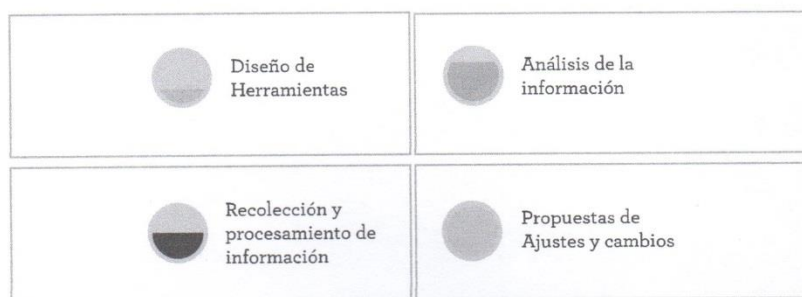 Diseño de
Herramientas
Análisis de la
información
Recolección y
procesamiento de
información
Propuestas de
Ajustes y cambios